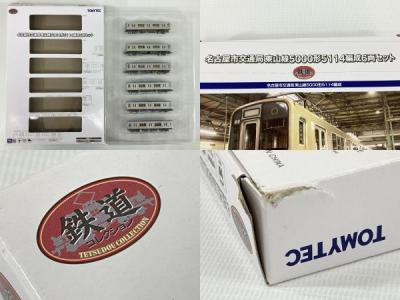 TOMYTEC
名古屋市交通局東山線5000形5114編成6両セット
鉄道
名古屋市交通局東山線5000形5114編成
鉄道
コレクション
TETSUDOU COLLECTION
TOMYTEC